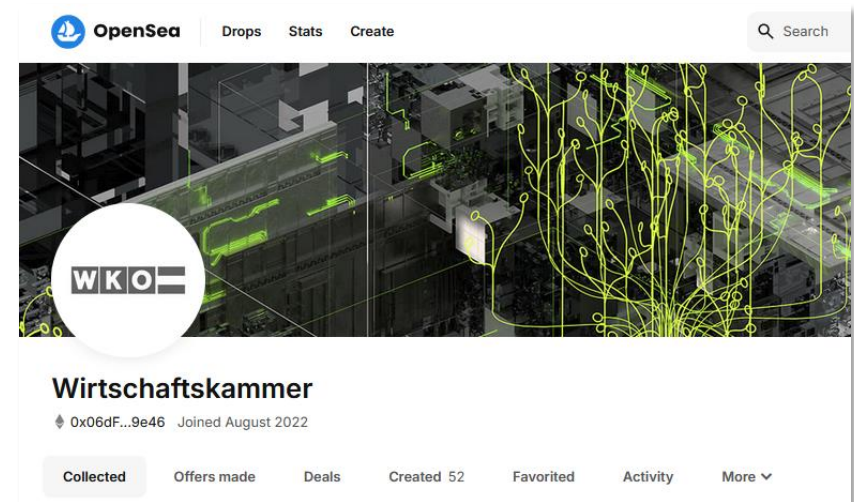 OpenSea Drops Stats Create Search
WKO
Wirtschaftskammer
0x06dF...9e46 Joined August 2022
Collected Offers made Deals Created 52 Favorited Activity More